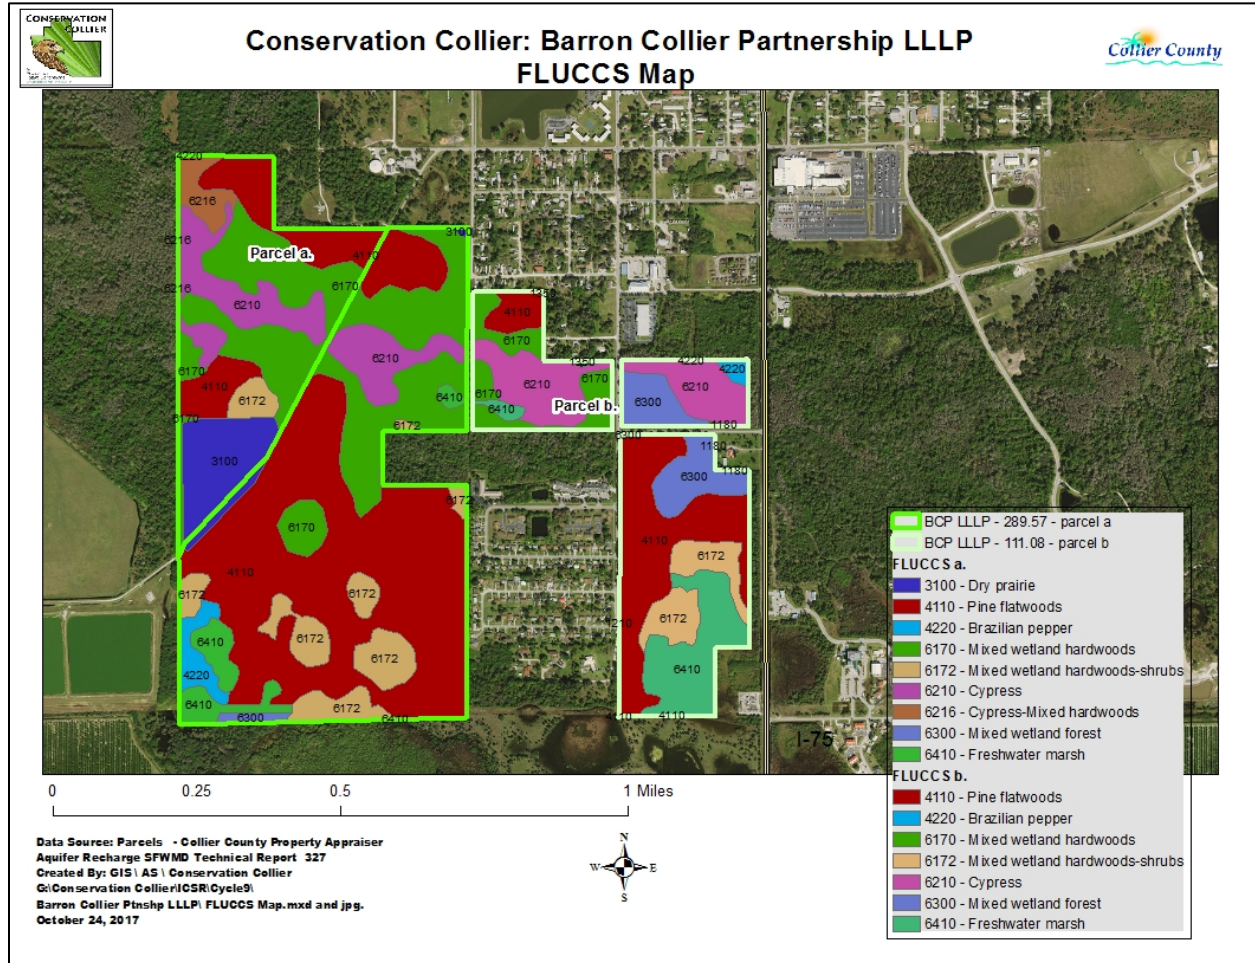 CONSERVATION
COLLIER
Conservation Collier: Barron Collier Partnership LLLP
FLUCCS Map
Collier County
4220
6216
6216
Parcel a.
4110
3100
6216
6170
6210
4110
6210
6170
1350
6170
4110
6172
6410
6210
6170
6170
6410
Parcel b.
1180
4220
4220
6210
6300
6170
6172
3100
6300
1180
1180
6300
6172
6170
4110
4110
6172
6172
6172
6172
6410
6172
4220
6172
6410
6410
6172
6300
6410
4110
4110
I-75
BCP LLLP - 289.57 - parcel a
BCP LLLP - 111.08 - parcel b
FLUCCS a.
3100 - Dry prairie
4110 - Pine flatwoods
4220 - Brazilian pepper
6170 - Mixed wetland hardwoods
6172 - Mixed wetland hardwoods-shrubs
6210 - Cypress
6216 - Cypress-Mixed hardwoods
6300 - Mixed wetland forest
6410 - Freshwater marsh
FLUCCS b.
4110 - Pine flatwoods
4220 - Brazilian pepper
6170 - Mixed wetland hardwoods
6172 - Mixed wetland hardwoods-shrubs
6210 - Cypress
6300 - Mixed wetland forest
6410 - Freshwater marsh
0 0.25 0.5 1 Miles
Data Source: Parcels - Collier County Property Appraiser
Aquifer Recharge SFWMD Technical Report 327
Created By: GIS \ AS \ Conservation Collier
G:\Conservation Collier\ICSR\Cycle9\
Barron Collier Ptnshp LLLP\ FLUCCS Map.mxd and jpg.
October 24, 2017
N
W E
S